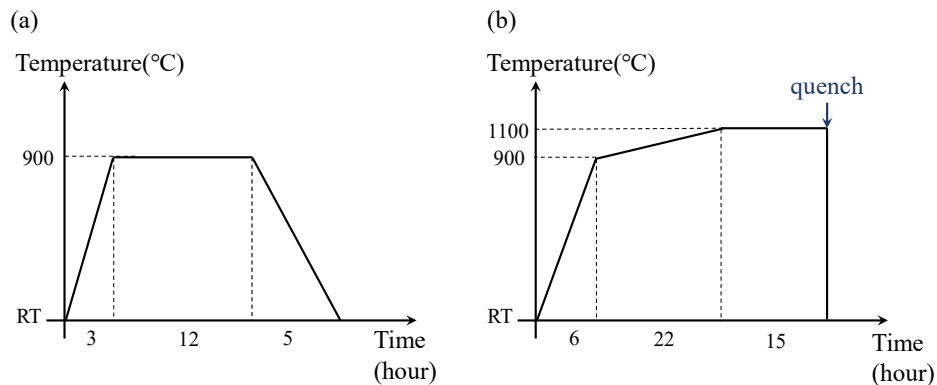 (a)
Temperature(℃)
900
RT
3
12
5
Time
(hour)
(b)
Temperature(℃)
quench
1100
900
RT
6
22
15
Time
(hour)